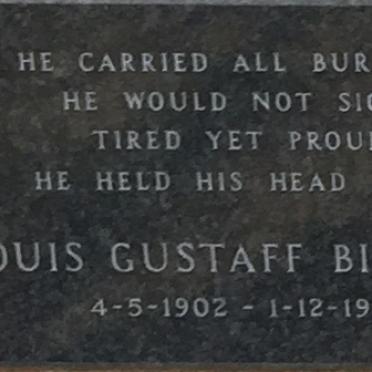 HE CARRIED ALL BUR
HE WOULD NOT SIG
TIRED YET PROU
HE HELD HIS HEAD
OUIS GUSTAFF BI
4-5-1902 - 1-12-19